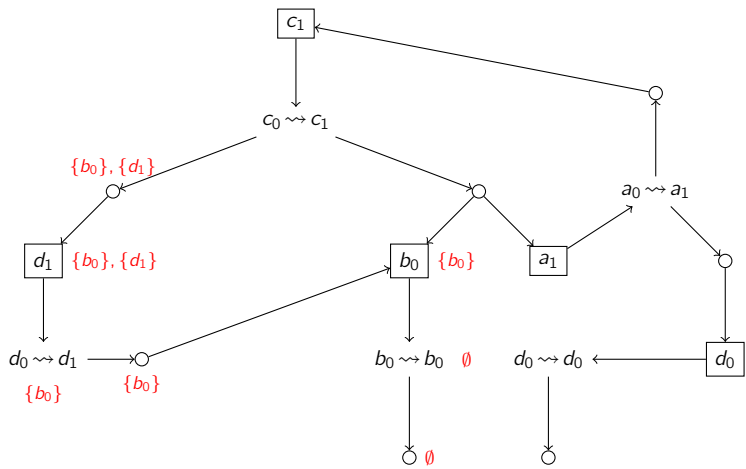 c₁
c₀ ⇝ c₁
{b₀}, {d₁}
a₀ ⇝ a₁
d₁ {b₀}, {d₁}
b₀ {b₀}
a₁
d₀ ⇝ d₁
b₀ ⇝ b₀ ∅
d₀ ⇝ d₀
d₀
{b₀}
{b₀}
∅